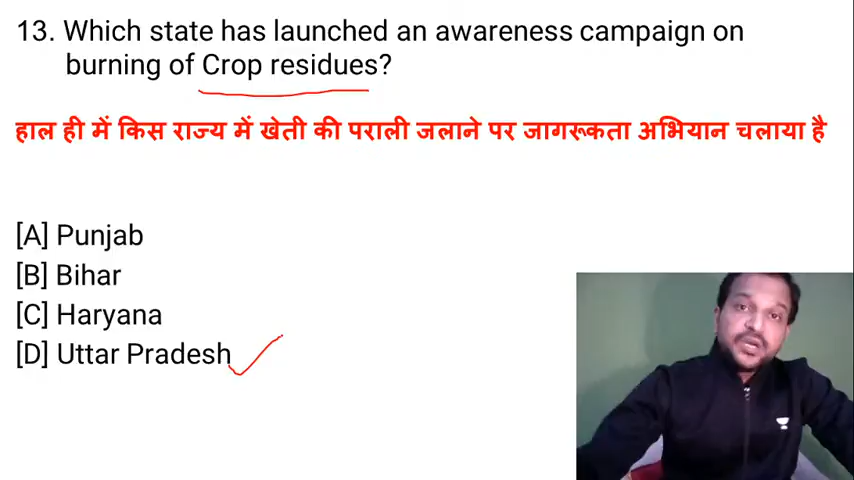 13. Which state has launched an awareness campaign on
burning of Crop residues?
हाल ही में किस राज्य में खेती की पराली जलाने पर जागरूकता अभियान चलाया है
[A] Punjab
[B] Bihar
[C] Haryana
[D] Uttar Pradesh